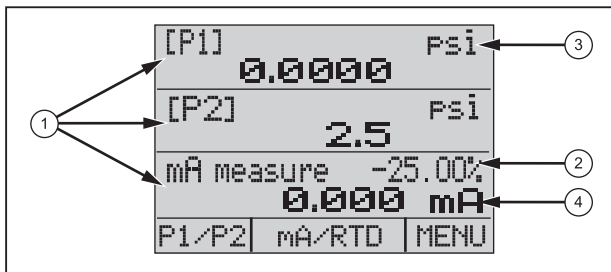 [P1] psi
0.0000
[P2] psi
2.5
mA measure -25.00%
0.000 mA
P1/P2 mA/RTD MENU
1
2
3
4